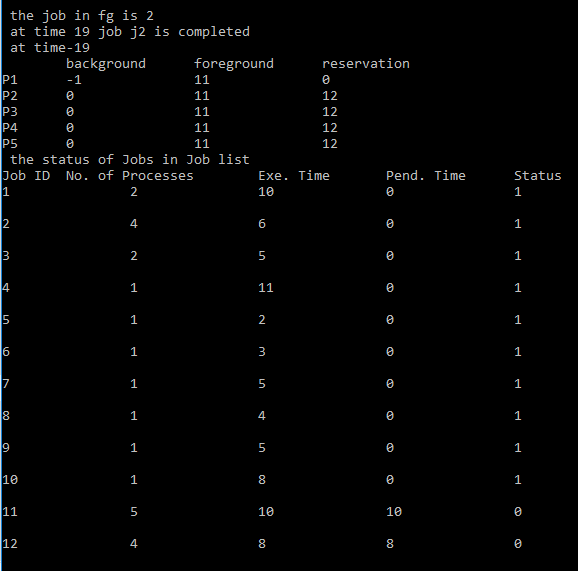 the job in fg is 2
at time 19 job j2 is completed
at time-19
background foreground reservation
P1 -1 11 0
P2 0 11 12
P3 0 11 12
P4 0 11 12
P5 0 11 12
the status of Jobs in Job list
Job ID No. of Processes Exe. Time Pend. Time Status
1 2 10 0 1
2 4 6 0 1
3 2 5 0 1
4 1 11 0 1
5 1 2 0 1
6 1 3 0 1
7 1 5 0 1
8 1 4 0 1
9 1 5 0 1
10 1 8 0 1
11 5 10 10 0
12 4 8 8 0